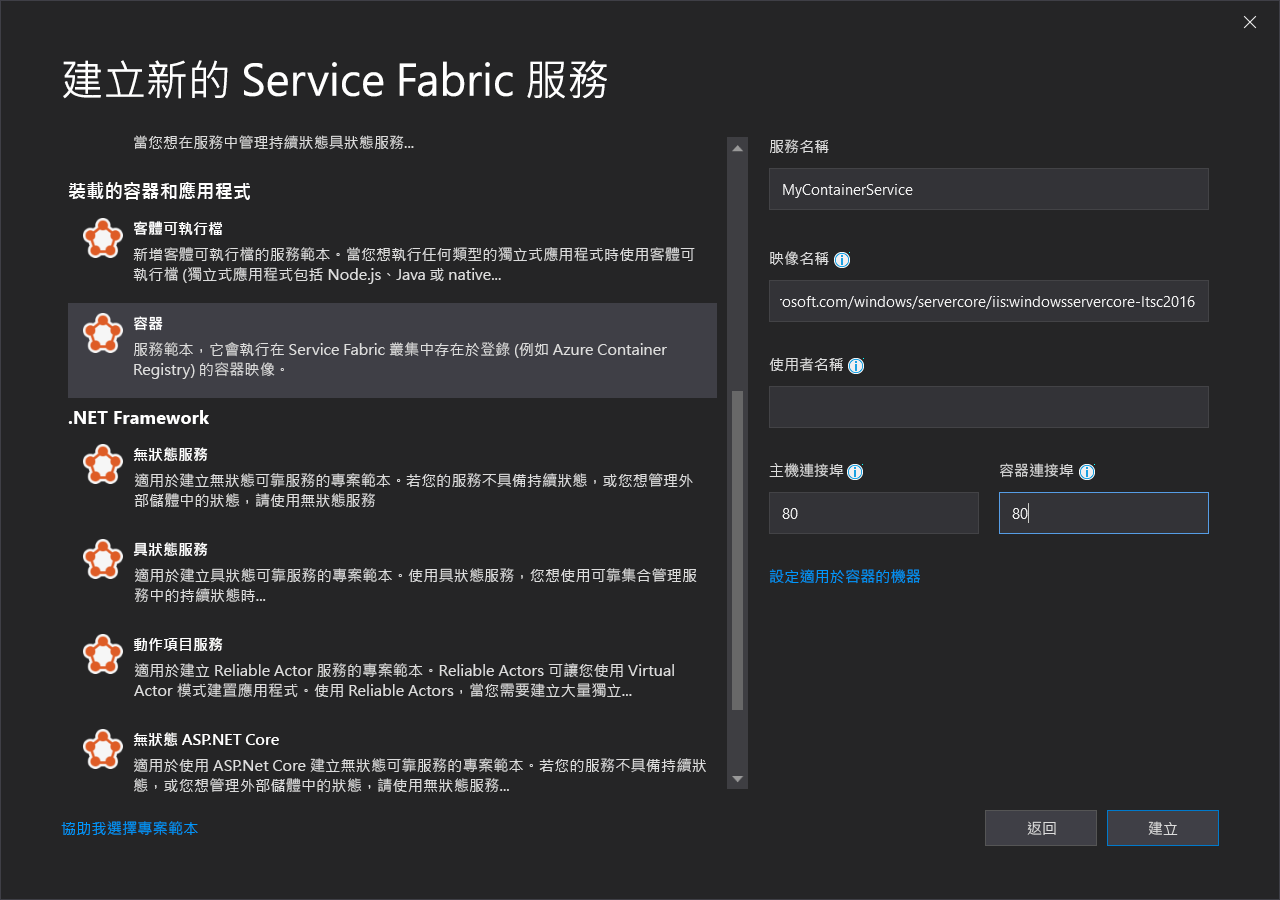 建立新的 Service Fabric 服務
當您想在服務中管理持續狀態具狀態服務...
裝載的容器和應用程式
客體可執行檔
新增客體可執行檔的服務範本。當您想執行任何類型的獨立式應用程式時使用客體可
執行檔 (獨立式應用程式包括 Node.js、Java 或 native...
容器
服務範本，它會執行在 Service Fabric 叢集中存在於登錄 (例如 Azure Container
Registry) 的容器映像。
.NET Framework
無狀態服務
適用於建立無狀態可靠服務的專案範本。若您的服務不具備持續狀態，或您想管理外
部儲體中的狀態，請使用無狀態服務
具狀態服務
適用於建立具狀態可靠服務的專案範本。使用具狀態服務，您想使用可靠集合管理服
務中的持續狀態時...
動作項目服務
適用於建立 Reliable Actor 服務的專案範本。Reliable Actors 可讓您使用 Virtual
Actor 模式建置應用程式。使用 Reliable Actors，當您需要建立大量獨立...
無狀態 ASP.NET Core
適用於使用 ASP.Net Core 建立無狀態可靠服務的專案範本。若您的服務不具備持續狀
態，或您想管理外部儲體中的狀態，請使用無狀態服務...
協助我選擇專案範本
服務名稱
MyContainerService
映像名稱
rosoft.com/windows/servercore/iis:windowsservercore-ltsc2016
使用者名稱
主機連接埠
80
容器連接埠
80
設定適用於容器的機器
返回
建立